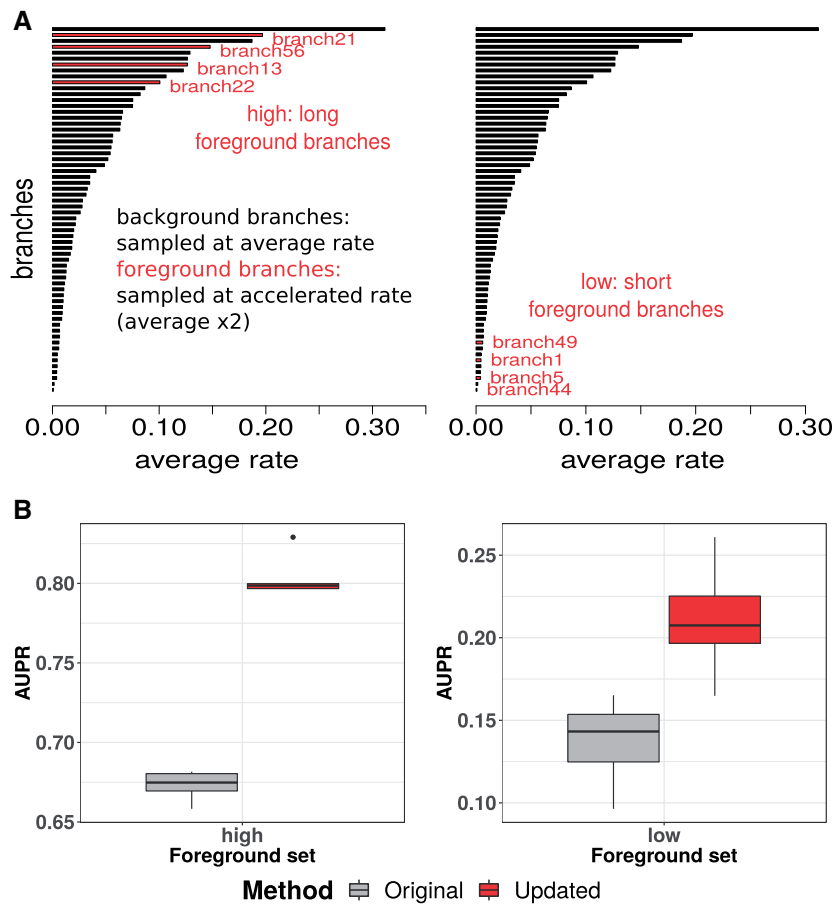 A
branch21
branch56
branch13
branch22
high: long
foreground branches
background branches:
sampled at average rate
foreground branches:
sampled at accelerated rate
(average x2)
branches
0.00 0.10 0.20 0.30
average rate
low: short
foreground branches
branch49
branch1
branch5
branch44
0.00 0.10 0.20 0.30
average rate
B
AUPR
0.80
0.75
0.70
0.65
high
Foreground set
AUPR
0.25
0.20
0.15
0.10
low
Foreground set
Method Original Updated